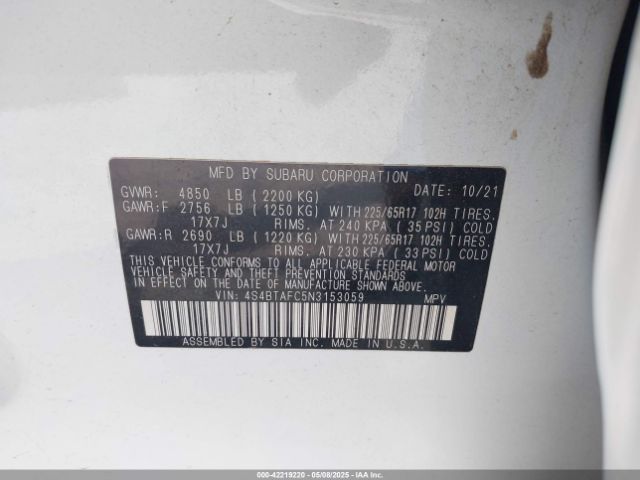 MFD BY SUBARU CORPORATION
GVWR: 4850 LB ( 2200 KG) DATE: 10/21
GAWR:F 2756 LB ( 1250 KG) WITH 225/65R17 102H TIRES.
17X7J RIMS. AT 240 KPA ( 35 PSI) COLD
GAWR:R 2690 LB ( 1220 KG) WITH 225/65R17 102H TIRES.
17X7J RIMS. AT 230 KPA ( 33 PSI) COLD
THIS VEHICLE CONFORMS TO ALL APPLICABLE FEDERAL MOTOR
VEHICLE SAFETY AND THEFT PREVENTION STANDARDS
IN EFFECT ON THE DATE OF MANUFACTURE SHOWN ABOVE.
VIN: 4S4BTAFC5N3153059 MPV
ASSEMBLED BY SIA INC. MADE IN U.S.A.
000-42219220 - 05/08/2025 - IAAI.com